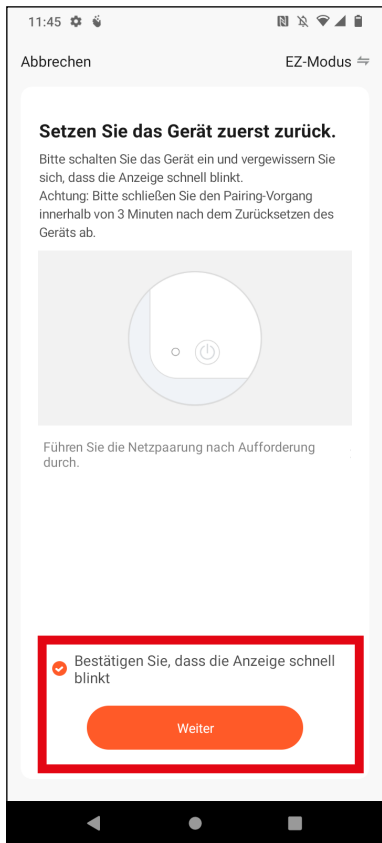 11:45
Abbrechen EZ-Modus
Setzen Sie das Gerät zuerst zurück.
Bitte schalten Sie das Gerät ein und vergewissern Sie
sich, dass die Anzeige schnell blinkt.
Achtung: Bitte schließen Sie den Pairing-Vorgang
innerhalb von 3 Minuten nach dem Zurücksetzen des
Geräts ab.
Führen Sie die Netzpaarung nach Aufforderung
durch.
Bestätigen Sie, dass die Anzeige schnell
blinkt
Weiter